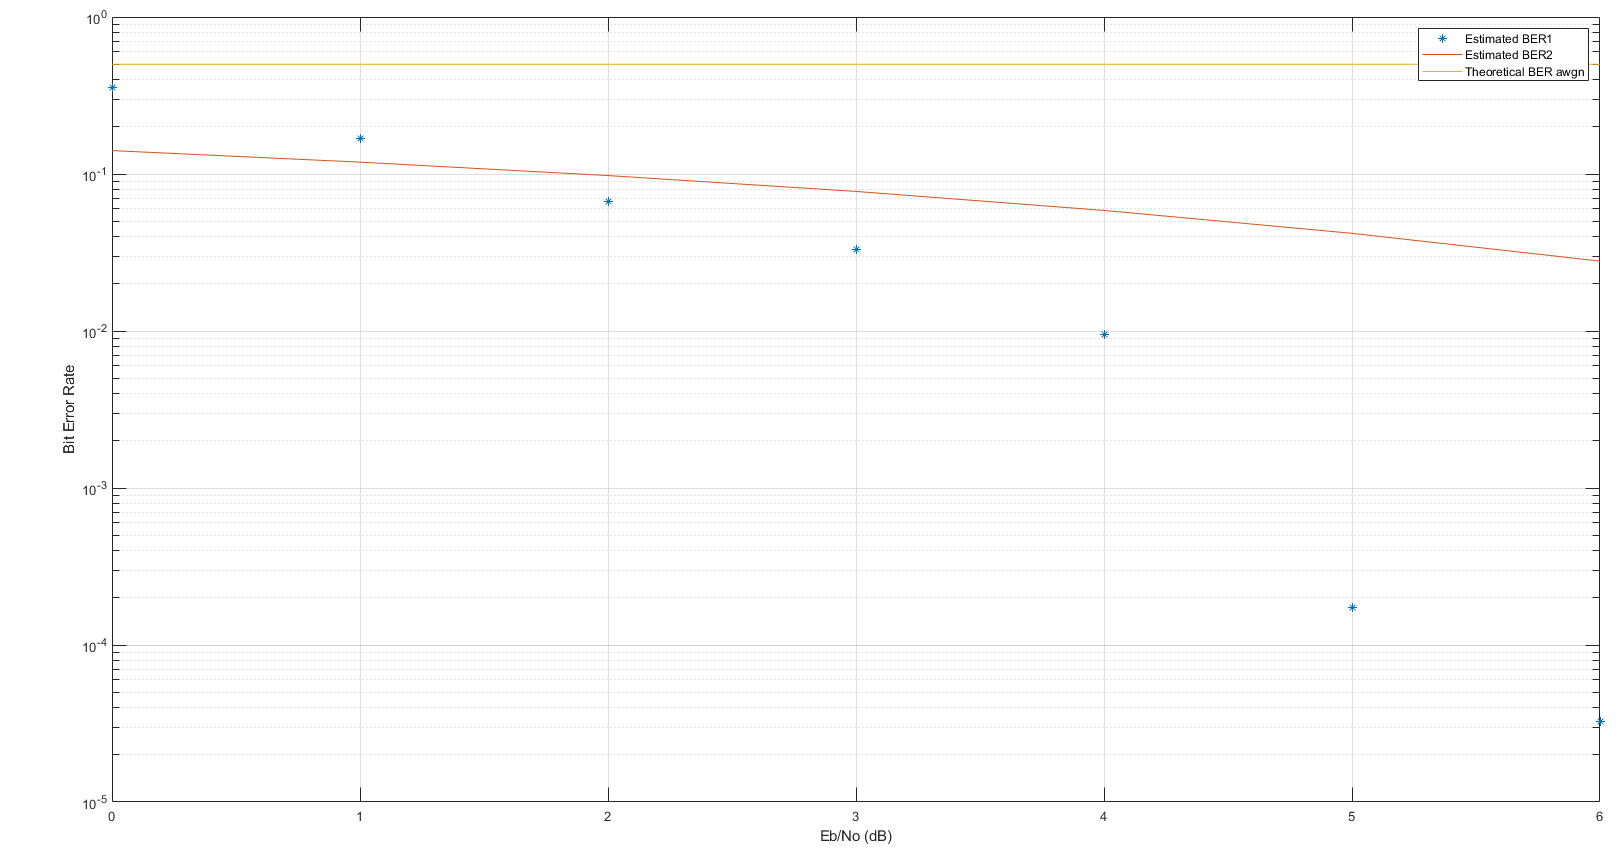 10^0
10^-1
10^-2
10^-3
10^-4
10^-5
Bit Error Rate
Estimated BER1
Estimated BER2
Theoretical BER awgn
0 1 2 3 4 5 6
Eb/No (dB)